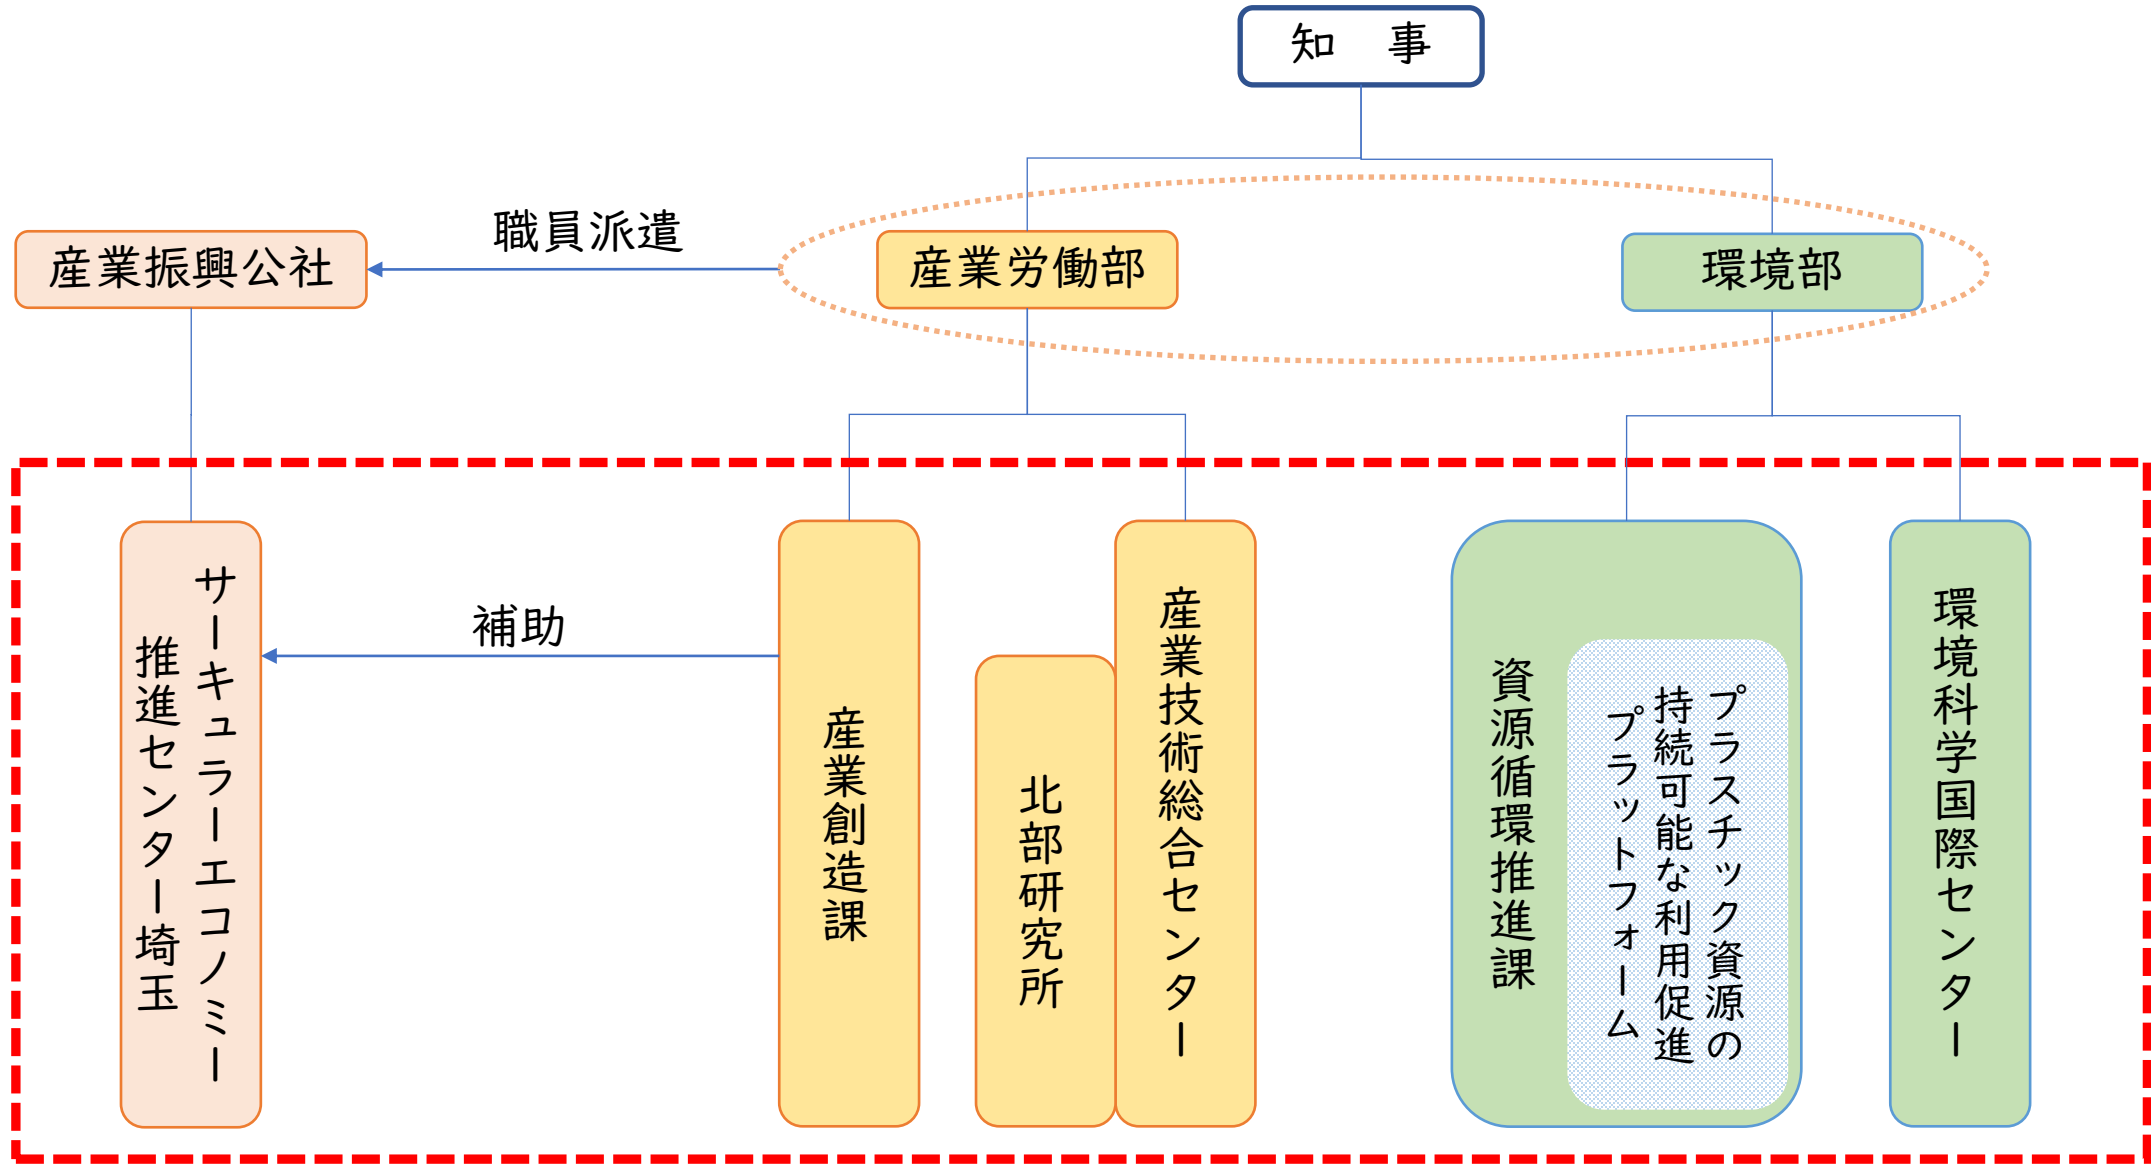 知　事
職員派遣
産業振興公社
産業労働部
環境部
サーキュラーエコノミー
推進センター埼玉
補助
産業創造課
北部研究所
産業技術総合センター
資源循環推進課
プラスチック資源の
持続可能な利用促進
プラットフォーム
環境科学国際センター